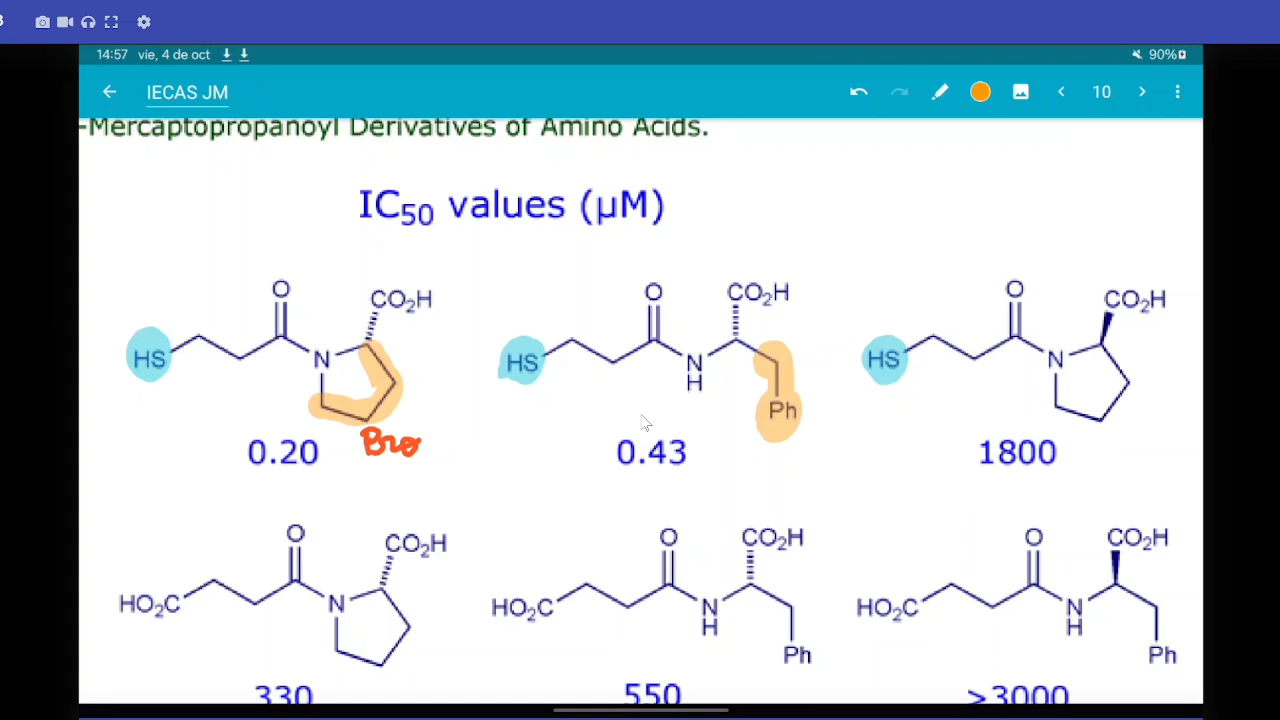 3
14:57 vie, 4 de oct 90%
IECAS JM 10
-Mercaptopropanoyl Derivatives of Amino Acids.
IC50 values (μM)
O CO2H HS N
O CO2H HS N H Ph
O CO2H HS N
0.20 0.43 1800
O CO2H HO2C N
O CO2H HO2C N H Ph
O CO2H HO2C N H Ph
330 550 >3000